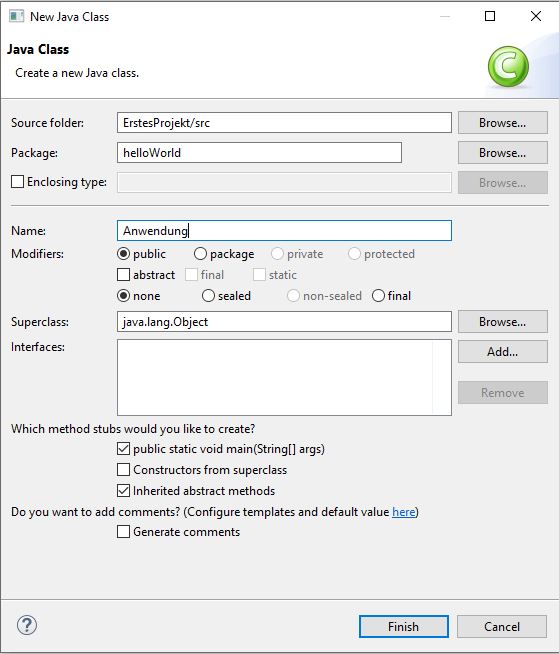 New Java Class
Java Class
Create a new Java class.
Source folder: ErstesProjekt/src Browse...
Package: helloWorld Browse...
Enclosing type: Browse...
Name: Anwendung
Modifiers: public package private protected
abstract final static
none sealed non-sealed final
Superclass: java.lang.Object Browse...
Interfaces: Add...
Remove
Which method stubs would you like to create?
public static void main(String[] args)
Constructors from superclass
Inherited abstract methods
Do you want to add comments? (Configure templates and default value here)
Generate comments
? Finish Cancel